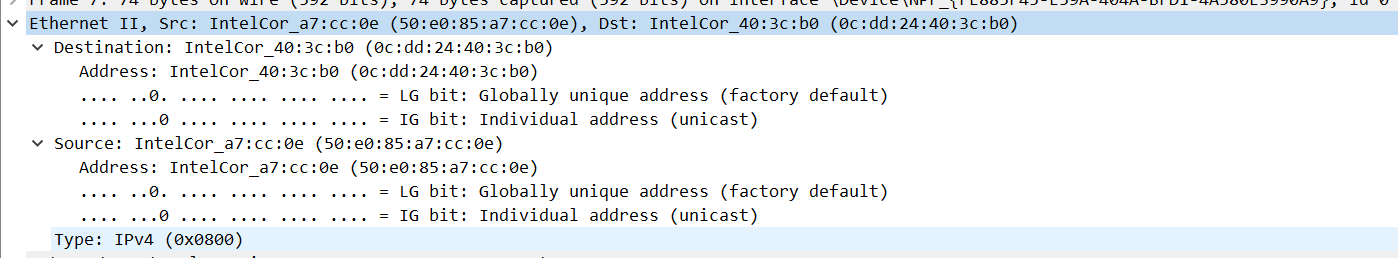 Frame 7: 74 bytes on wire (592 bits), 74 bytes captured (592 bits) on interface \Device\NPF_
Ethernet II, Src: IntelCor_a7:cc:0e (50:e0:85:a7:cc:0e), Dst: IntelCor_40:3c:b0 (0c:dd:24:40:3c:b0)
Destination: IntelCor_40:3c:b0 (0c:dd:24:40:3c:b0)
Address: IntelCor_40:3c:b0 (0c:dd:24:40:3c:b0)
.... ..0. .... .... .... .... = LG bit: Globally unique address (factory default)
.... ...0 .... .... .... .... = IG bit: Individual address (unicast)
Source: IntelCor_a7:cc:0e (50:e0:85:a7:cc:0e)
Address: IntelCor_a7:cc:0e (50:e0:85:a7:cc:0e)
.... ..0. .... .... .... .... = LG bit: Globally unique address (factory default)
.... ...0 .... .... .... .... = IG bit: Individual address (unicast)
Type: IPv4 (0x0800)